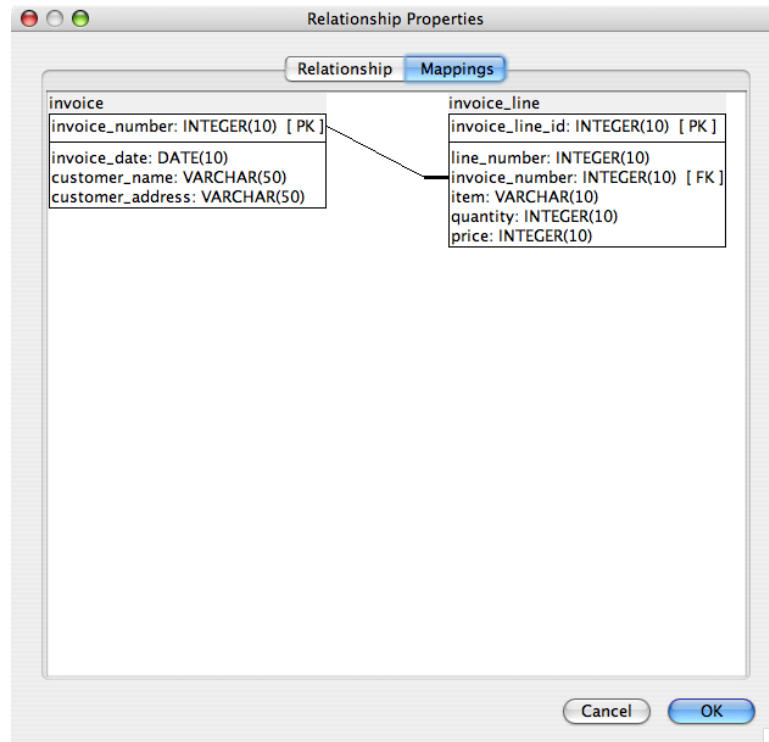 Relationship Properties
Relationship Mappings
invoice
invoice_number: INTEGER(10) [ PK ]
invoice_date: DATE(10)
customer_name: VARCHAR(50)
customer_address: VARCHAR(50)
invoice_line
invoice_line_id: INTEGER(10) [ PK ]
line_number: INTEGER(10)
invoice_number: INTEGER(10) [ FK ]
item: VARCHAR(10)
quantity: INTEGER(10)
price: INTEGER(10)
Cancel OK